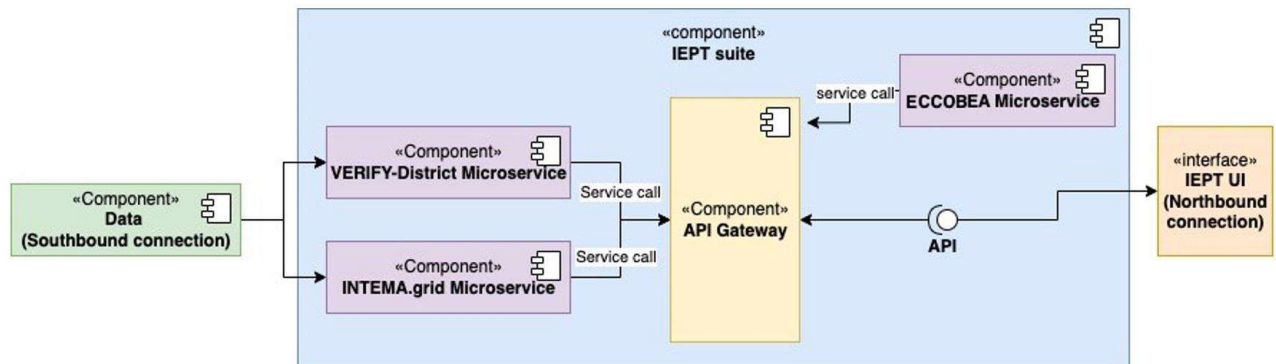 «component»
IEPT suite
«Component»
ECCOBEA Microservice
service call
«Component»
VERIFY-District Microservice
Service call
«Component»
Data
(Southbound connection)
«Component»
API Gateway
«Component»
INTEMA.grid Microservice
Service call
API
«interface»
IEPT UI
(Northbound
connection)